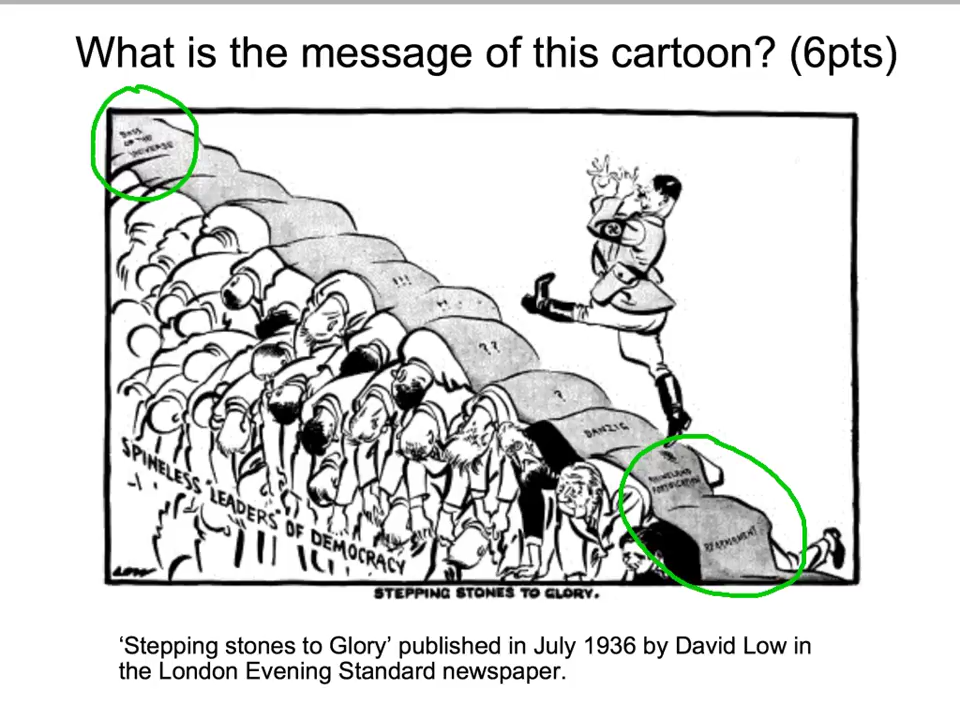 What is the message of this cartoon? (6pts)
BOSS
OF THE
UNIVERSE
!!!
??
?
DANZIG
RHINELAND
FORTIFICATION
REARMAMENT
SPINELESS LEADERS OF DEMOCRACY
LOW
STEPPING STONES TO GLORY.
‘Stepping stones to Glory’ published in July 1936 by David Low in
the London Evening Standard newspaper.